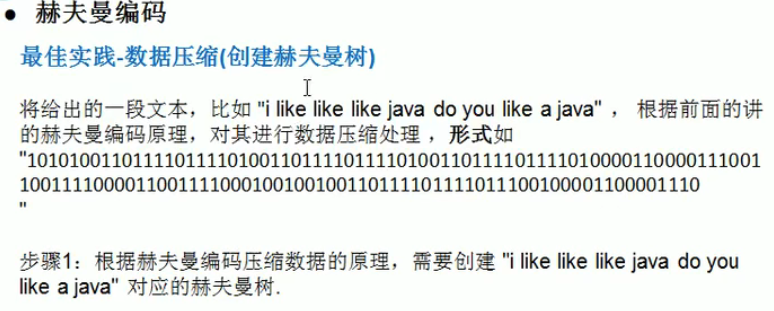 ● 赫夫曼编码
最佳实践-数据压缩(创建赫夫曼树)
将给出的一段文本，比如 "i like like like java do you like a java" ， 根据前面的讲
的赫夫曼编码原理，对其进行数据压缩处理 ，形式如
"1010100110111101111010011011110111101001101111011110100001100001110011
001111000011001111000100100100110111101111011100100001100001110
"
步骤1：根据赫夫曼编码压缩数据的原理，需要创建 "i like like like java do you
like a java" 对应的赫夫曼树.